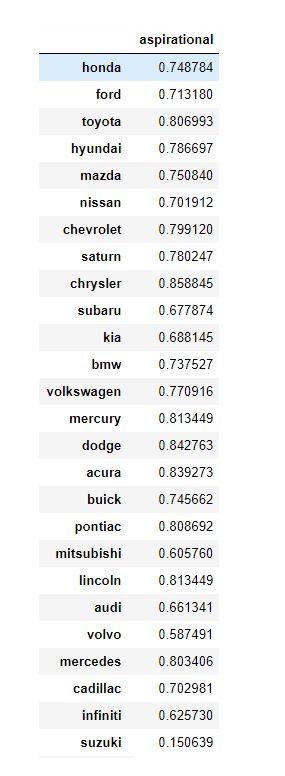 aspirational
honda 0.748784
ford 0.713180
toyota 0.806993
hyundai 0.786697
mazda 0.750840
nissan 0.701912
chevrolet 0.799120
saturn 0.780247
chrysler 0.858845
subaru 0.677874
kia 0.688145
bmw 0.737527
volkswagen 0.770916
mercury 0.813449
dodge 0.842763
acura 0.839273
buick 0.745662
pontiac 0.808692
mitsubishi 0.605760
lincoln 0.813449
audi 0.661341
volvo 0.587491
mercedes 0.803406
cadillac 0.702981
infiniti 0.625730
suzuki 0.150639